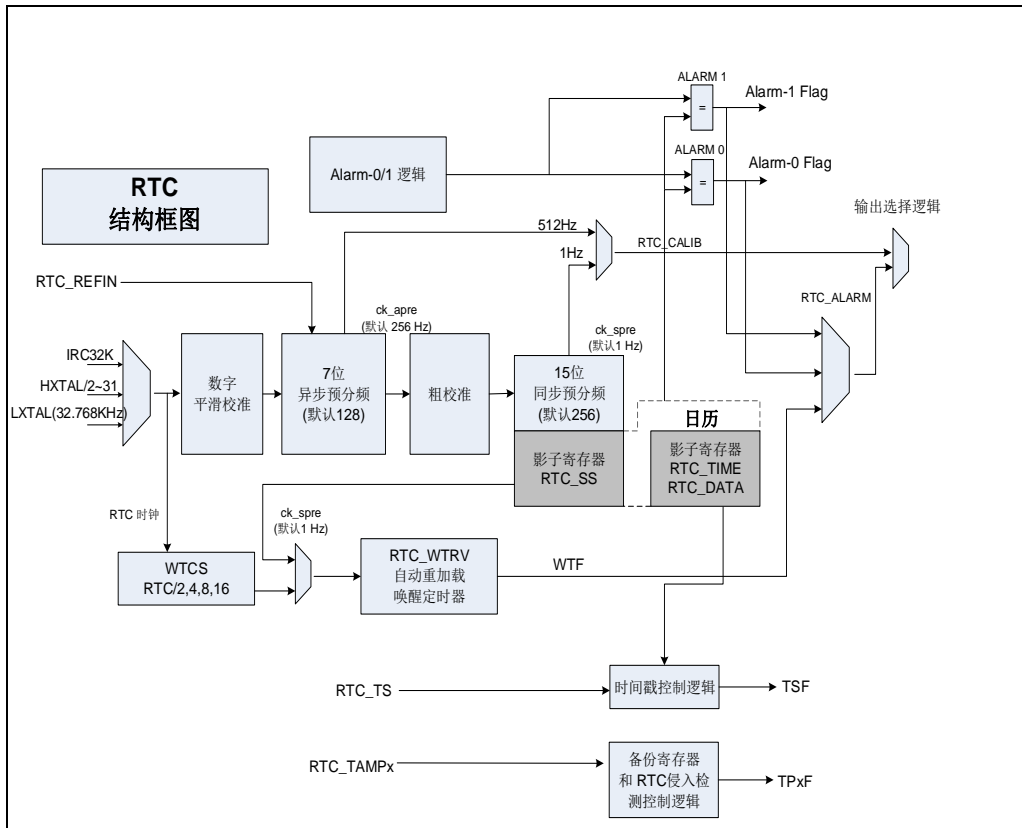 ALARM 1
Alarm-1 Flag
=
Alarm-0/1 逻辑
ALARM 0
Alarm-0 Flag
=
RTC
结构框图
输出选择逻辑
512Hz
1Hz
RTC_CALIB
RTC_REFIN
RTC_ALARM
ck_apre
(默认 256 Hz)
ck_spre
(默认1 Hz)
IRC32K
HXTAL/2~31
LXTAL(32.768KHz)
数字
平滑校准
7位
异步预分频
(默认128)
粗校准
15位
同步预分频
(默认256)
日历
影子寄存器
RTC_SS
影子寄存器
RTC_TIME
RTC_DATA
RTC 时钟
ck_spre
(默认1 Hz)
WTCS
RTC/2,4,8,16
RTC_WTRV
自动重加载
唤醒定时器
WTF
RTC_TS
时间戳控制逻辑
TSF
RTC_TAMPx
备份寄存器
和 RTC侵入检
测控制逻辑
TPxF